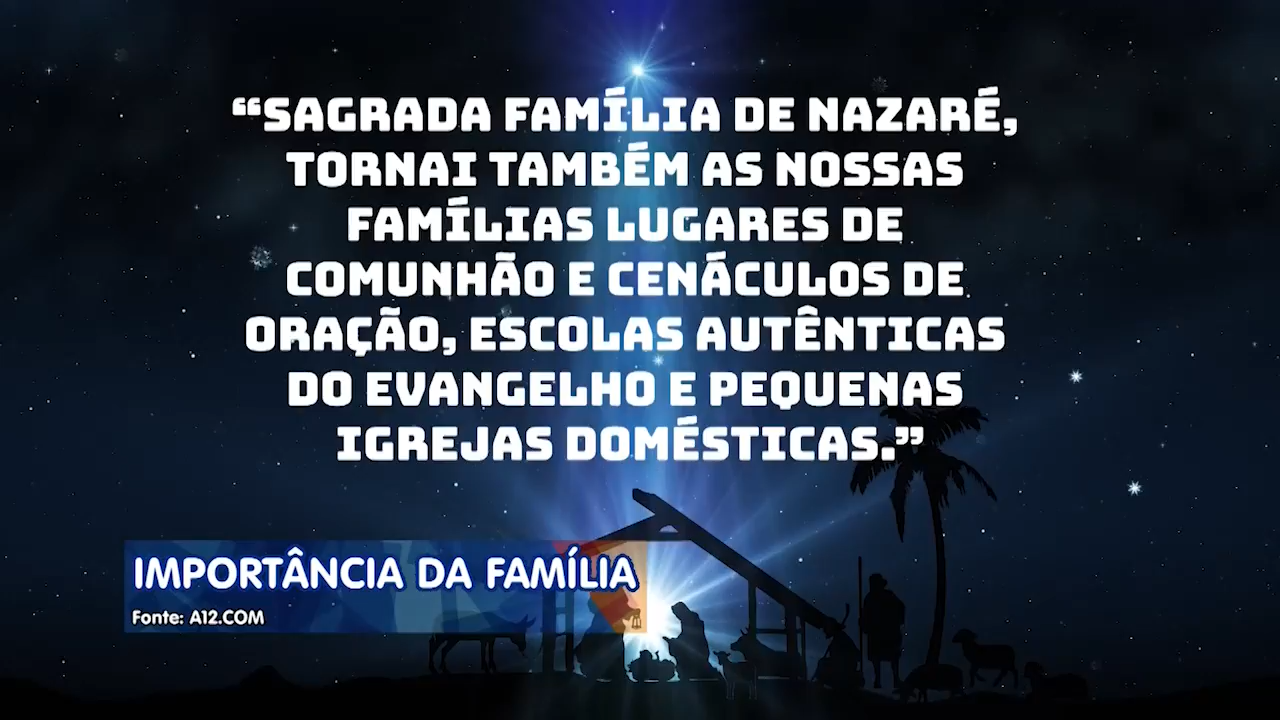 “SAGRADA FAMÍLIA DE NAZARÉ,
TORNAI TAMBÉM AS NOSSAS
FAMÍLIAS LUGARES DE
COMUNHÃO E CENÁCULOS DE
ORAÇÃO, ESCOLAS AUTÊNTICAS
DO EVANGELHO E PEQUENAS
IGREJAS DOMÉSTICAS.”
IMPORTÂNCIA DA FAMÍLIA
Fonte: A12.COM